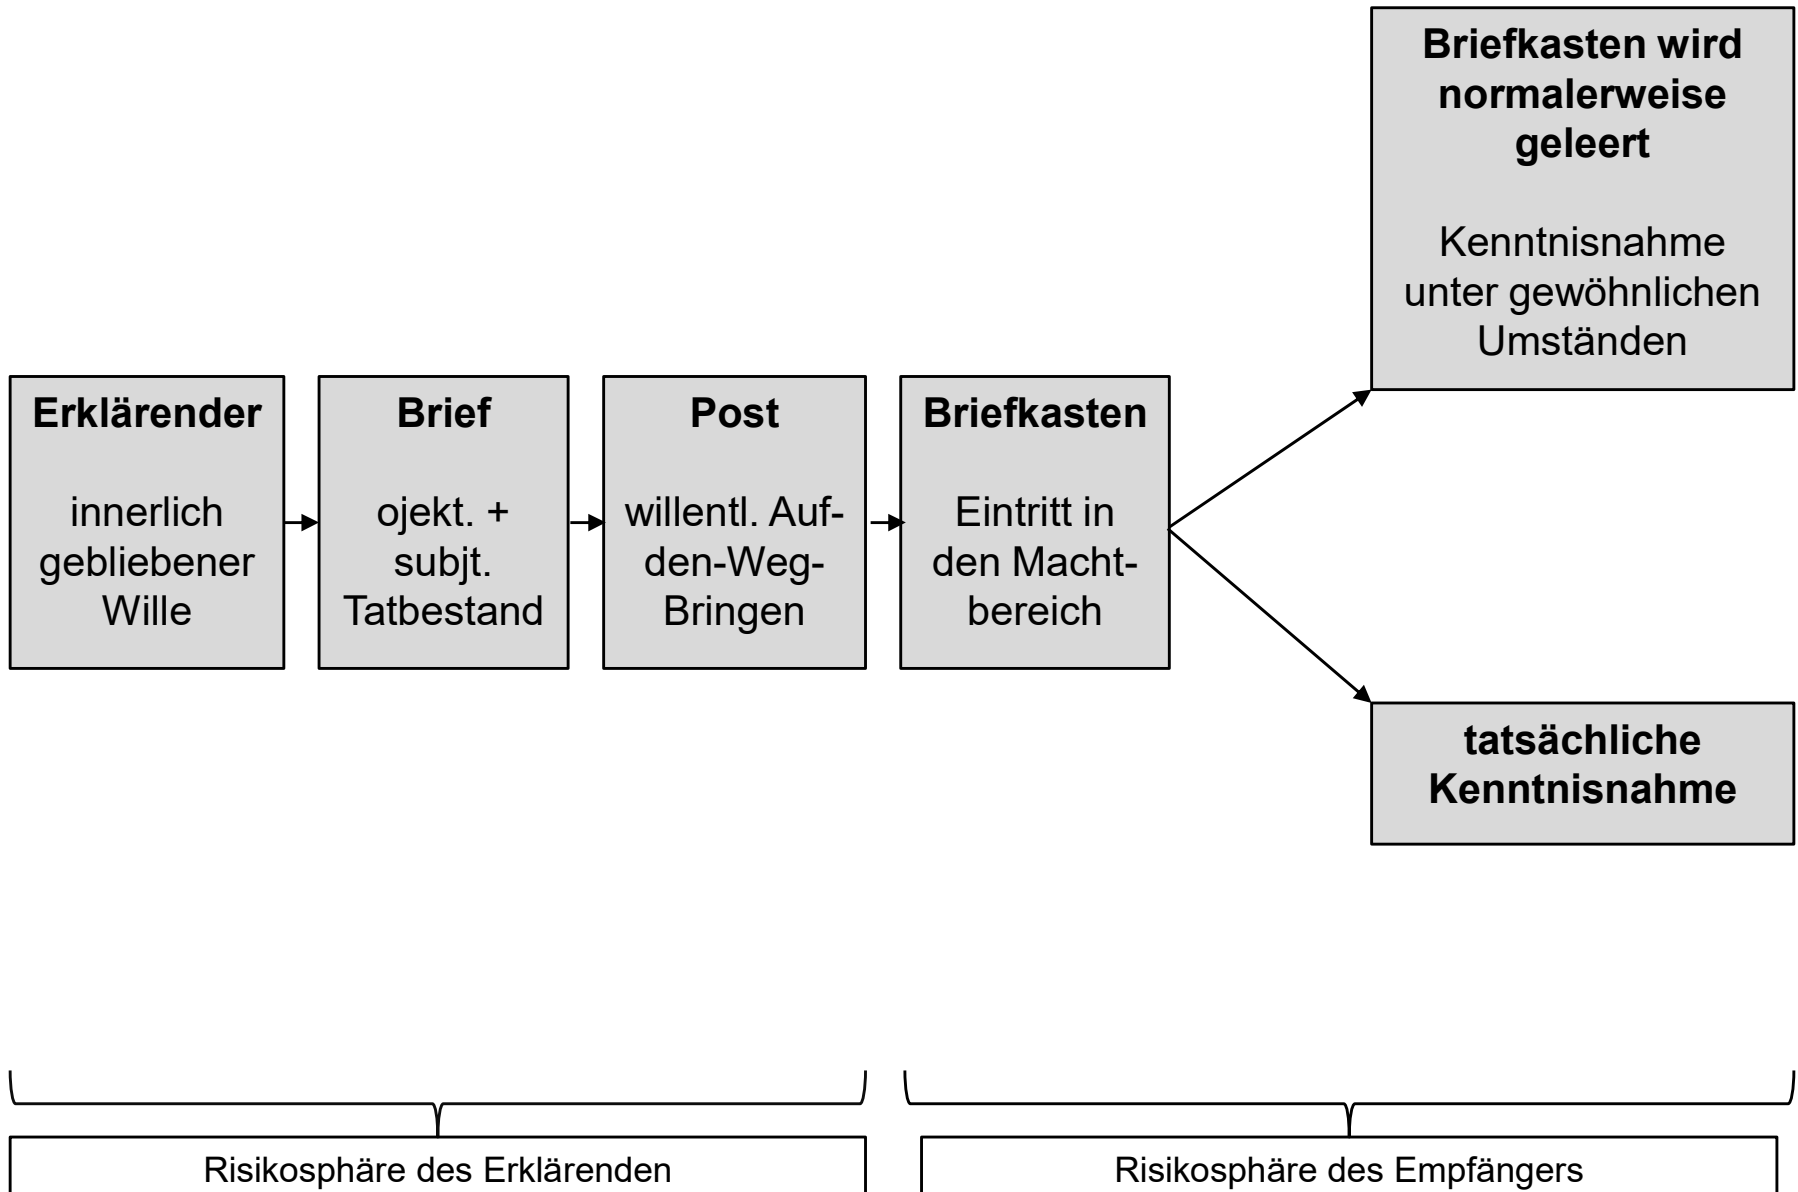 Briefkasten wird
normalerweise
geleert
Kenntnisnahme
unter gewöhnlichen
Umständen
Erklärender
innerlich
gebliebener
Wille
Brief
ojekt. +
subjt.
Tatbestand
Post
willentl. Auf-
den-Weg-
Bringen
Briefkasten
Eintritt in
den Macht-
bereich
tatsächliche
Kenntnisnahme
Risikosphäre des Erklärenden
Risikosphäre des Empfängers